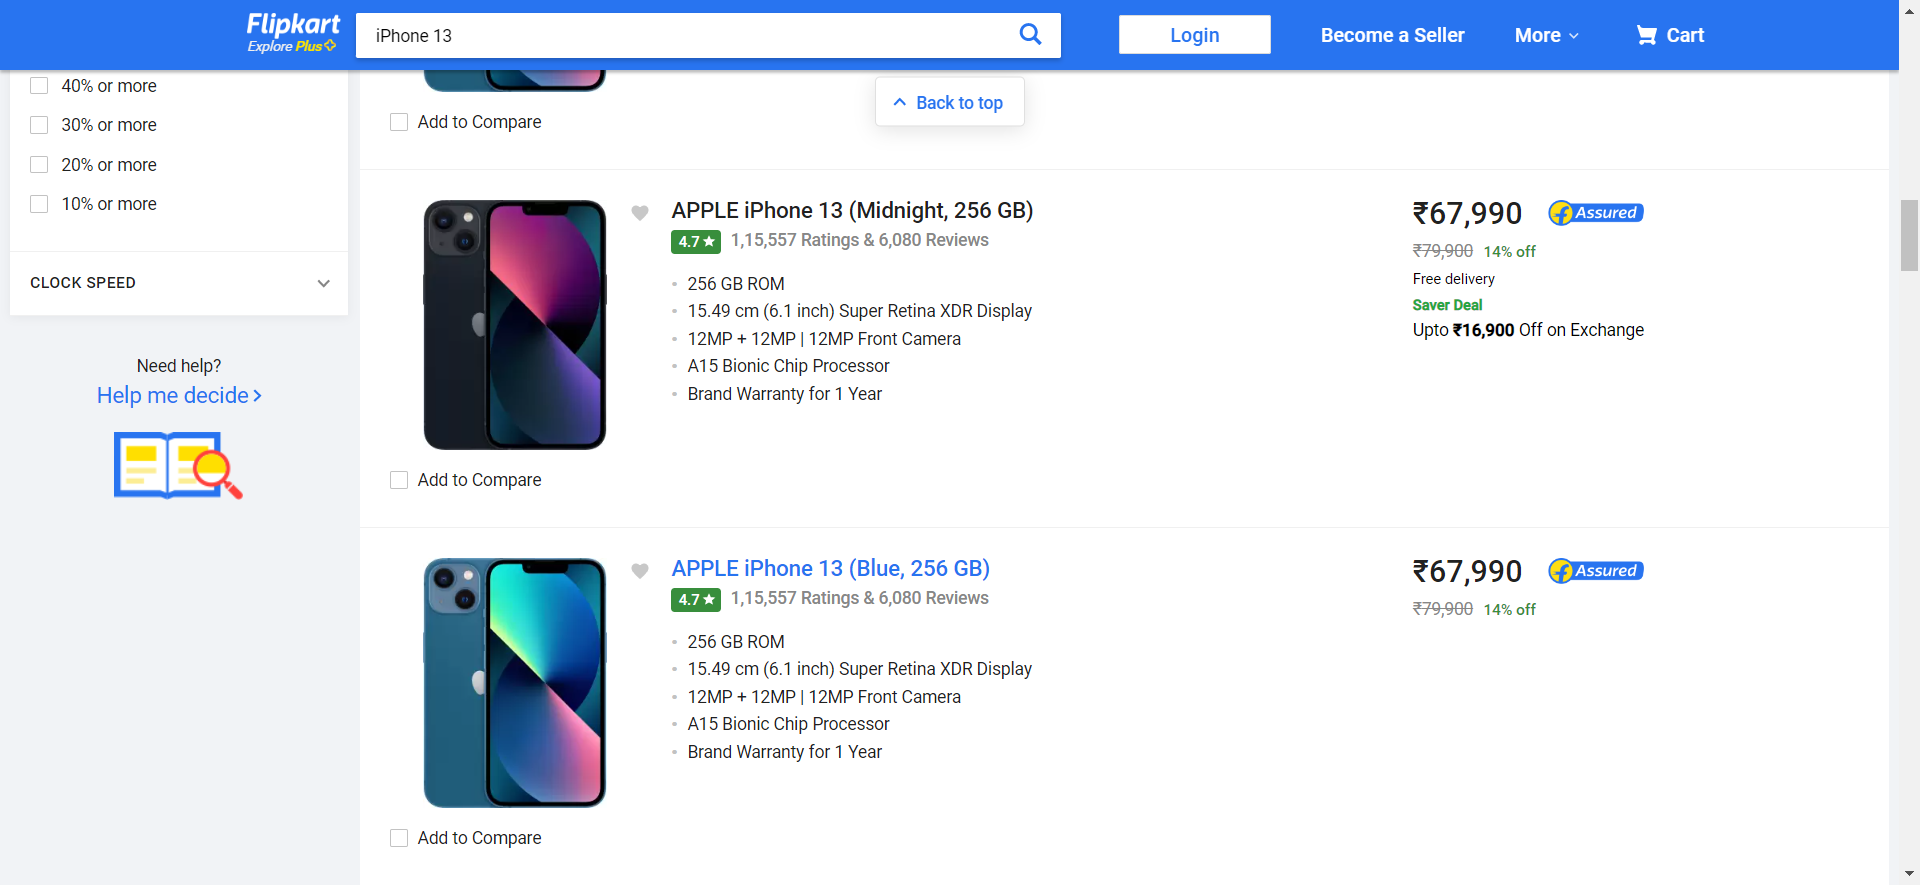 Flipkart
Explore Plus
iPhone 13
Login
Become a Seller
More
Cart
40% or more
30% or more
20% or more
10% or more
CLOCK SPEED
Need help?
Help me decide
Back to top
Add to Compare
APPLE iPhone 13 (Midnight, 256 GB)
4.7 ★ 1,15,557 Ratings & 6,080 Reviews
256 GB ROM
15.49 cm (6.1 inch) Super Retina XDR Display
12MP + 12MP | 12MP Front Camera
A15 Bionic Chip Processor
Brand Warranty for 1 Year
₹67,990
Assured
₹79,900 14% off
Free delivery
Saver Deal
Upto ₹16,900 Off on Exchange
Add to Compare
APPLE iPhone 13 (Blue, 256 GB)
4.7 ★ 1,15,557 Ratings & 6,080 Reviews
256 GB ROM
15.49 cm (6.1 inch) Super Retina XDR Display
12MP + 12MP | 12MP Front Camera
A15 Bionic Chip Processor
Brand Warranty for 1 Year
₹67,990
Assured
₹79,900 14% off
Add to Compare